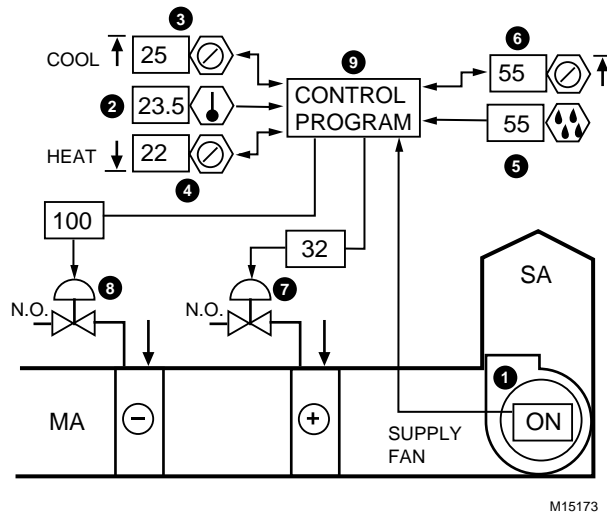 3
COOL
25
6
55
9
CONTROL
PROGRAM
2
23.5
55
HEAT
22
5
4
100
32
SA
8
7
N.O.
N.O.
1
MA
−
+
ON
SUPPLY
FAN
M15173